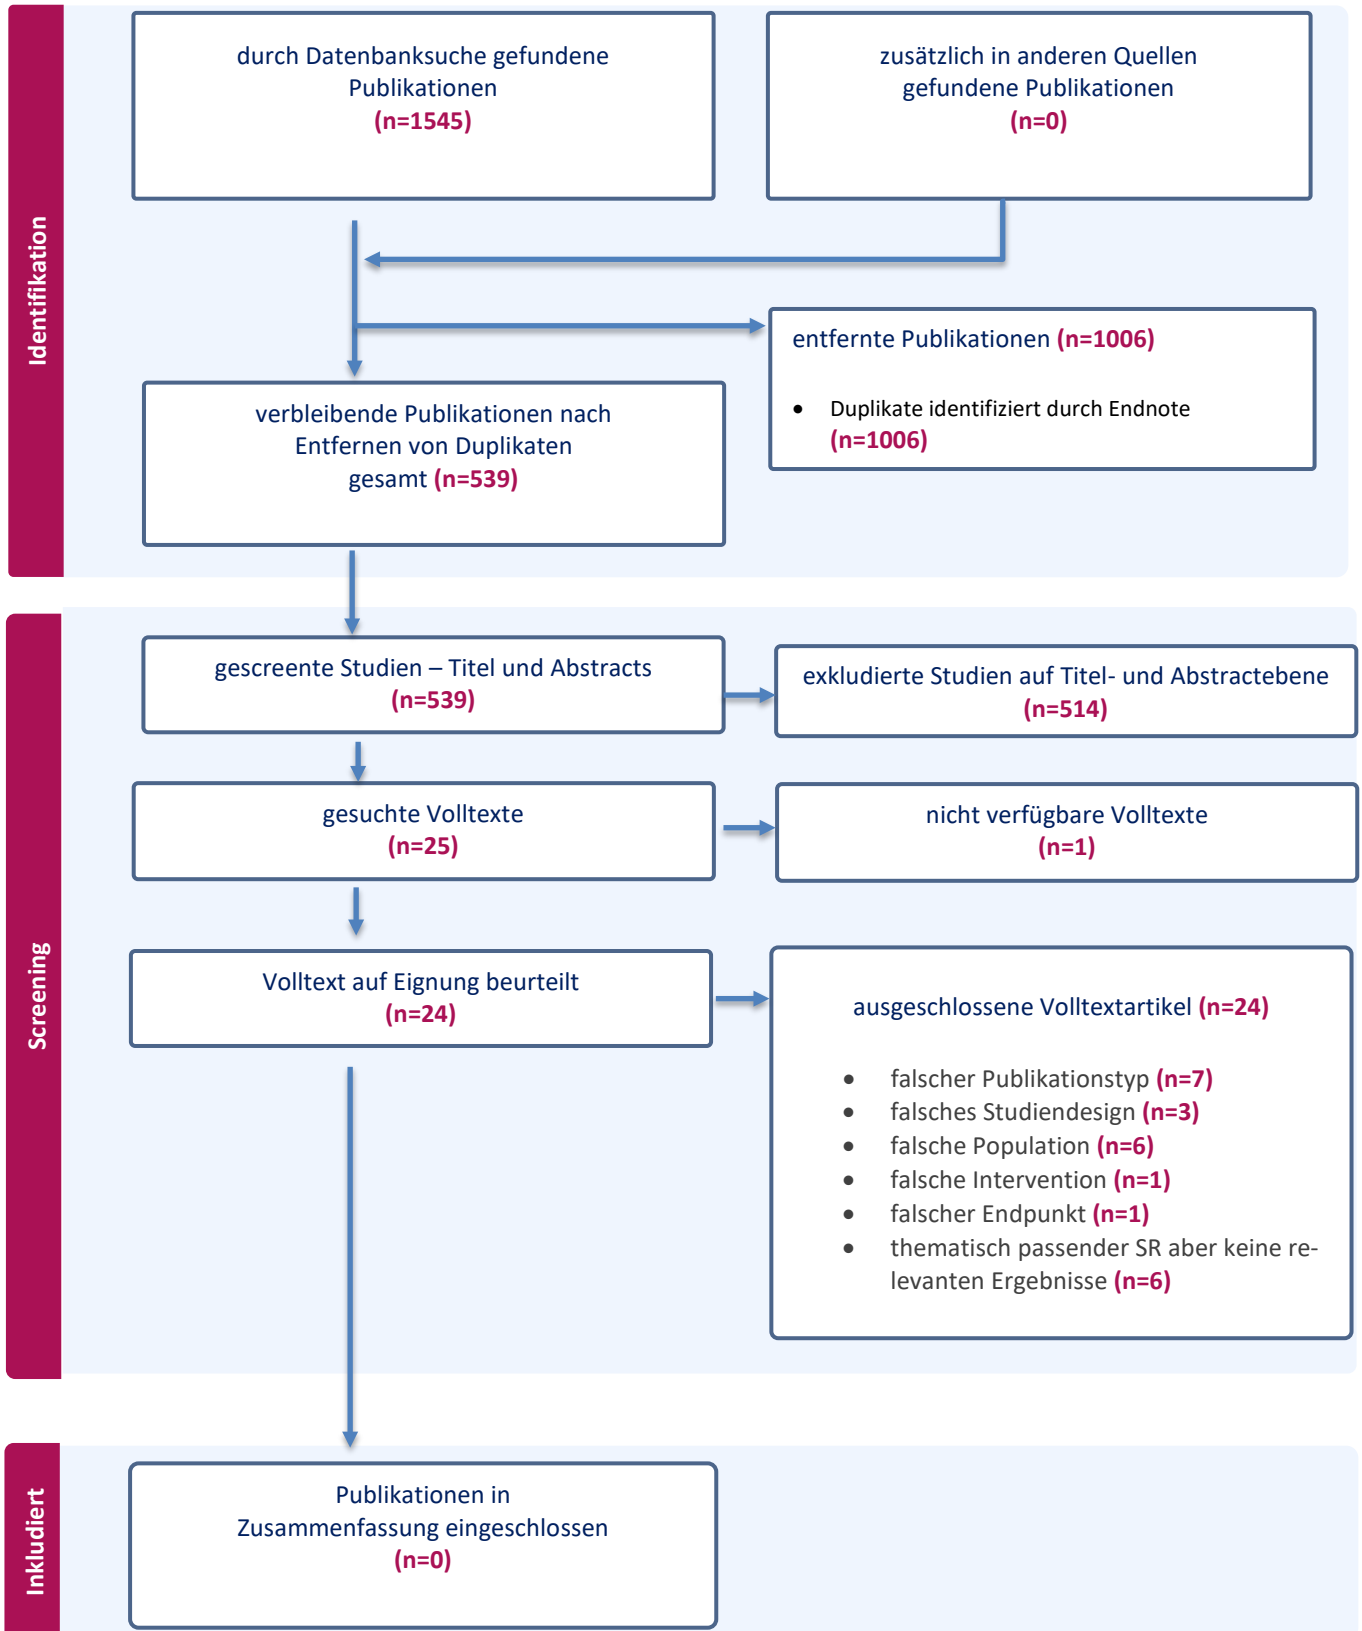 Identifikation
durch Datenbanksuche gefundene
Publikationen
(n=1545)
zusätzlich in anderen Quellen
gefundene Publikationen
(n=0)
entfernte Publikationen (n=1006)
• Duplikate identifiziert durch Endnote
(n=1006)
verbleibende Publikationen nach
Entfernen von Duplikaten
gesamt (n=539)
Screening
gescreente Studien – Titel und Abstracts
(n=539)
exkludierte Studien auf Titel- und Abstractebene
(n=514)
gesuchte Volltexte
(n=25)
nicht verfügbare Volltexte
(n=1)
Volltext auf Eignung beurteilt
(n=24)
ausgeschlossene Volltextartikel (n=24)
• falscher Publikationstyp (n=7)
• falsches Studiendesign (n=3)
• falsche Population (n=6)
• falsche Intervention (n=1)
• falscher Endpunkt (n=1)
• thematisch passender SR aber keine re-
levanten Ergebnisse (n=6)
Inkludiert
Publikationen in
Zusammenfassung eingeschlossen
(n=0)